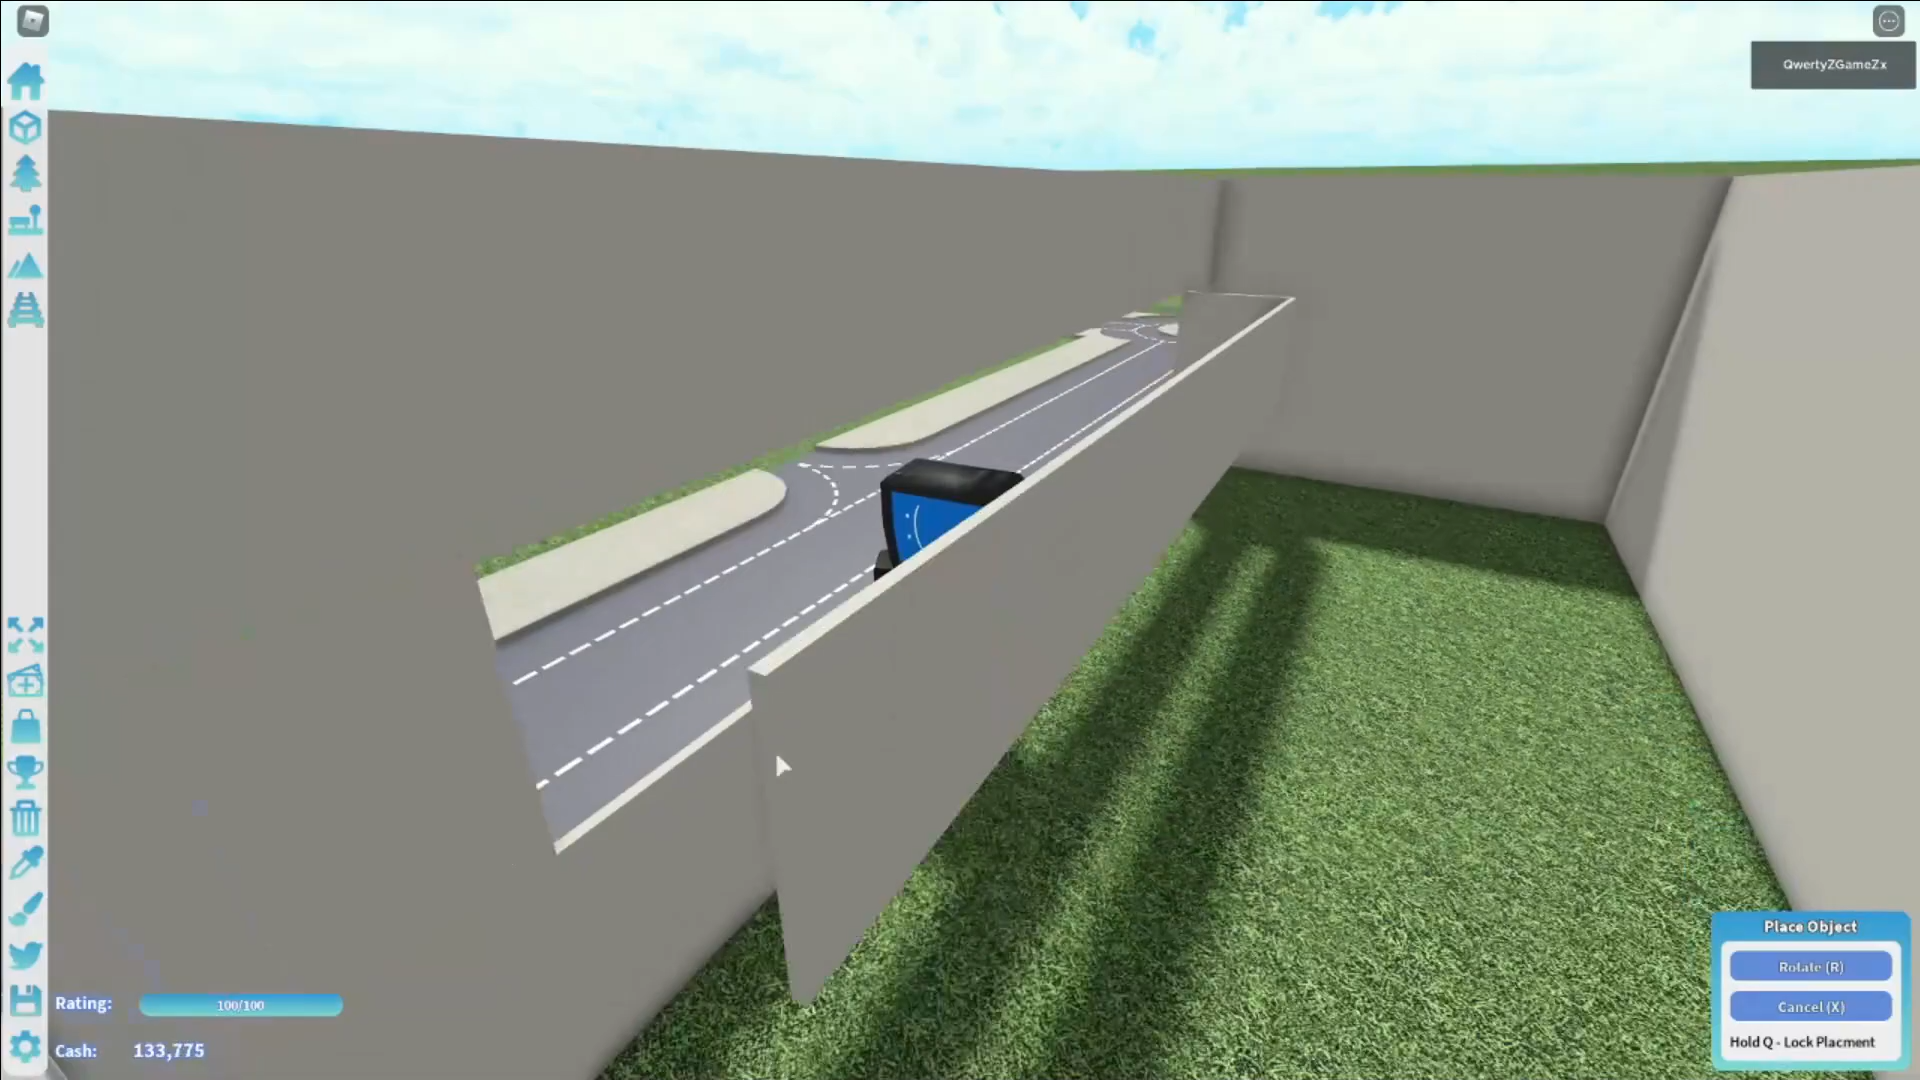 QwertyZGameZx
Place Object
Rotate (R)
Cancel (X)
Hold Q - Lock Placment
Rating: 100/100
Cash: 133,775